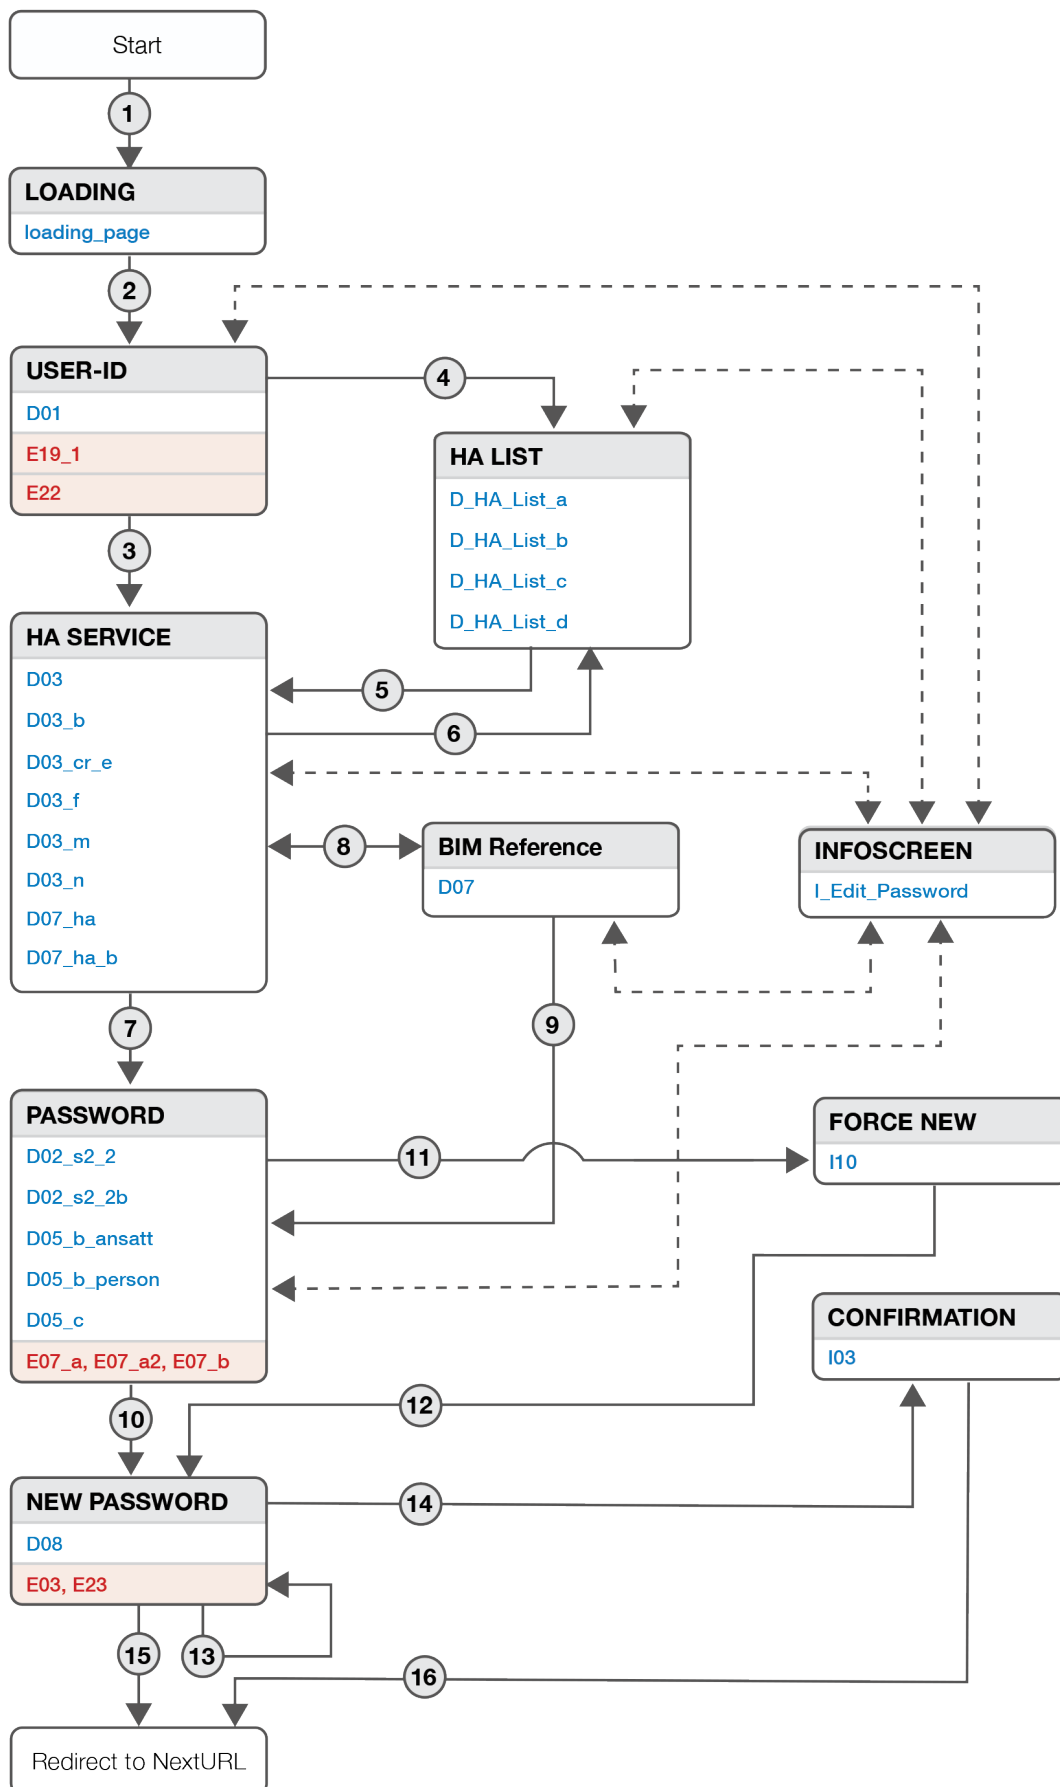 Start
1
LOADING
loading_page
2
USER-ID
D01
E19_1
E22
4
HA LIST
D_HA_List_a
D_HA_List_b
D_HA_List_c
D_HA_List_d
3
HA SERVICE
D03
D03_b
D03_cr_e
D03_f
D03_m
D03_n
D07_ha
D07_ha_b
5
6
8
BIM Reference
D07
INFOSCREEN
I_Edit_Password
7
9
PASSWORD
D02_s2_2
D02_s2_2b
D05_b_ansatt
D05_b_person
D05_c
E07_a, E07_a2, E07_b
11
FORCE NEW
I10
CONFIRMATION
I03
10
12
NEW PASSWORD
D08
E03, E23
14
15
13
16
Redirect to NextURL